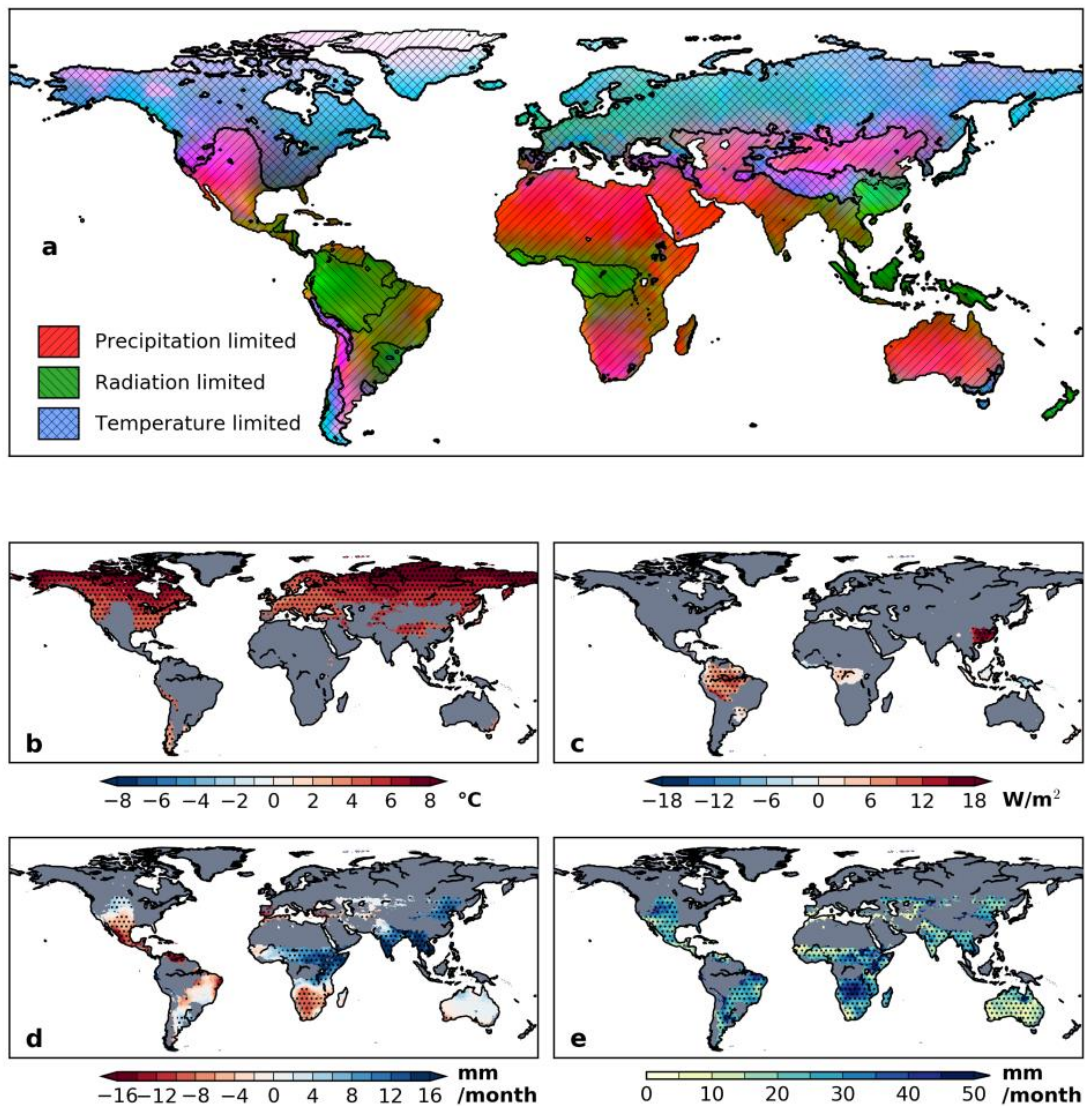 a
Precipitation limited
Radiation limited
Temperature limited
b
−8 −6 −4 −2 0 2 4 6 8 °C
c
−18 −12 −6 0 6 12 18 W/m²
d
−16−12 −8 −4 0 4 8 12 16 mm
/month
e
0 10 20 30 40 50 mm
/month